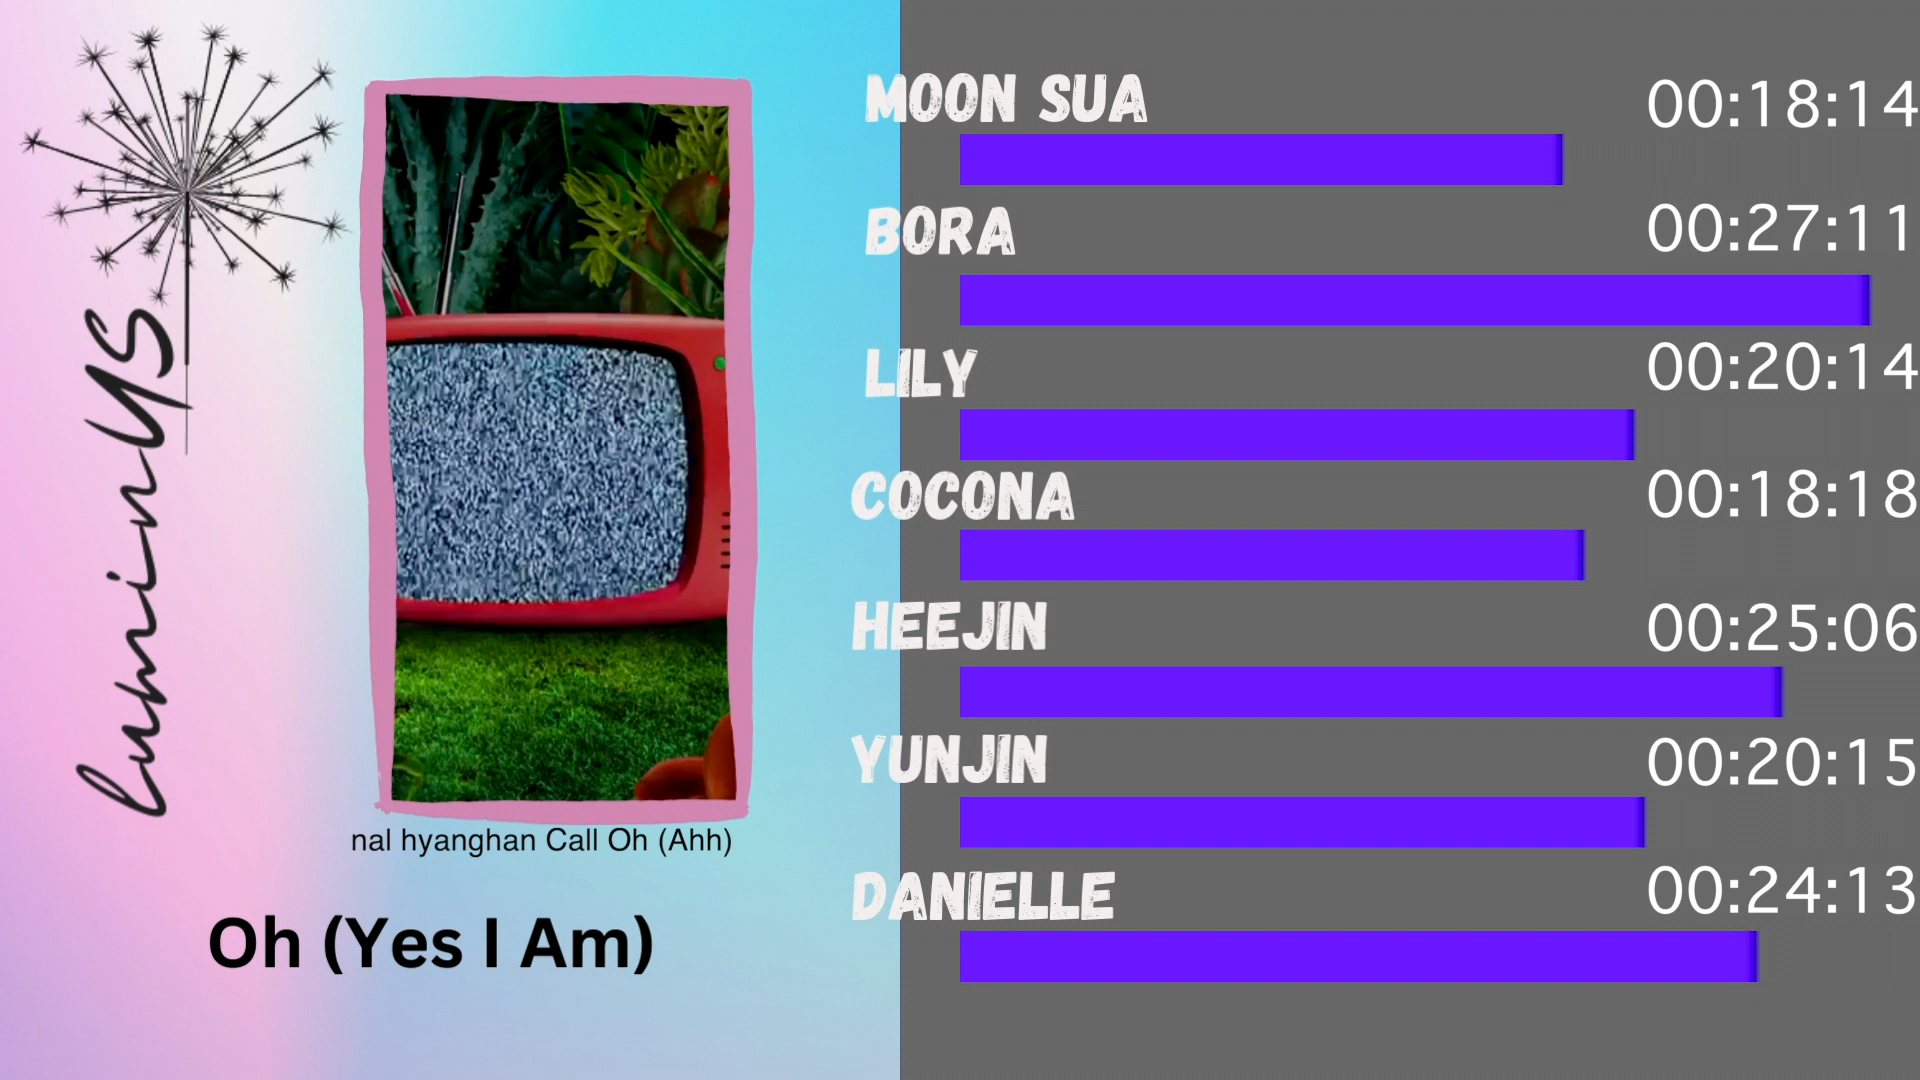 luminUS
nal hyanghan Call Oh (Ahh)
Oh (Yes I Am)
MOON SUA
00:18:14
BORA
00:27:11
LILY
00:20:14
COCONA
00:18:18
HEEJIN
00:25:06
YUNJIN
00:20:15
DANIELLE
00:24:13